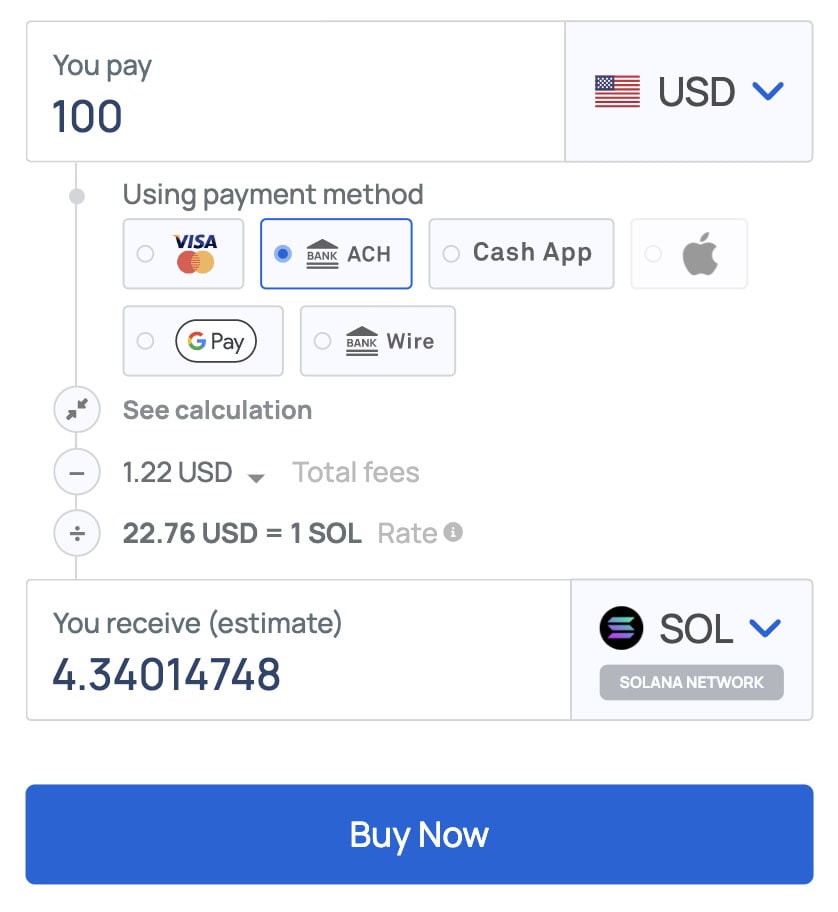 You pay
100
USD
Using payment method
VISA
BANK ACH
Cash App
G Pay
BANK Wire
See calculation
1.22 USD Total fees
22.76 USD = 1 SOL Rate
You receive (estimate)
4.34014748
SOL
SOLANA NETWORK
Buy Now